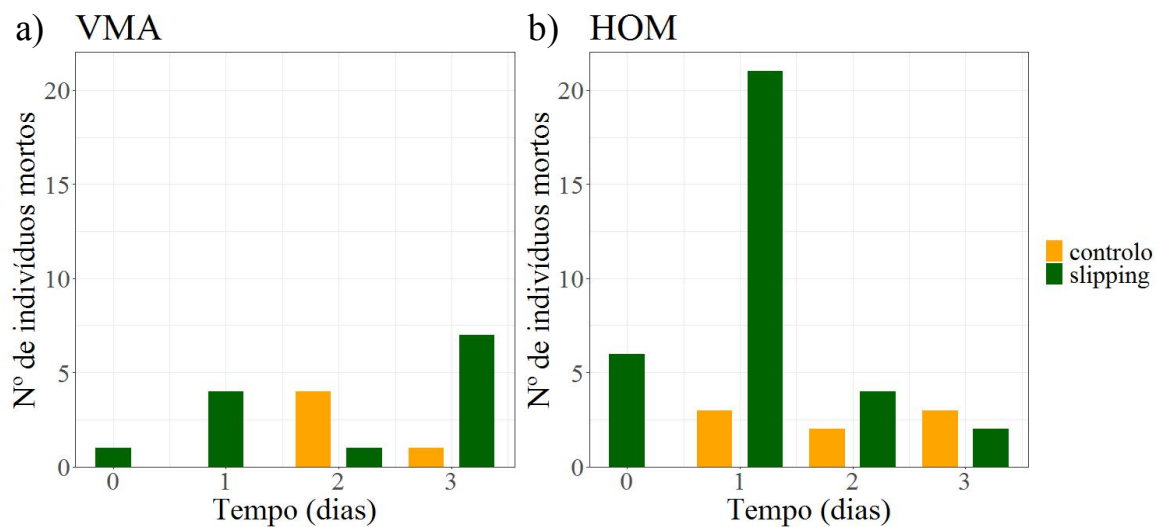 a) VMA
Nº de indivíduos mortos
20
15
10
5
0
0 1 2 3
Tempo (dias)
b) HOM
Nº de indivíduos mortos
20
15
10
5
0
0 1 2 3
Tempo (dias)
controlo
slipping